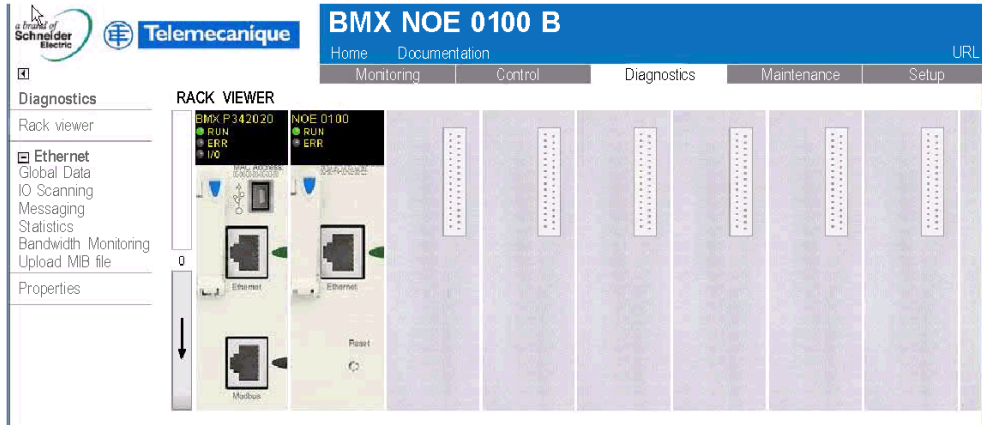 a brand of
Schneider
Electric
Telemecanique
BMX NOE 0100 B
Home Documentation URL
Monitoring Control Diagnostics Maintenance Setup
Diagnostics
Rack viewer
Ethernet
Global Data
IO Scanning
Messaging
Statistics
Bandwidth Monitoring
Upload MIB file
Properties
RACK VIEWER
0
BMX P342020
RUN
ERR
I/O
MAC Address
Ethernet
Modbus
NOE 0100
RUN
ERR
Ethernet
Reset